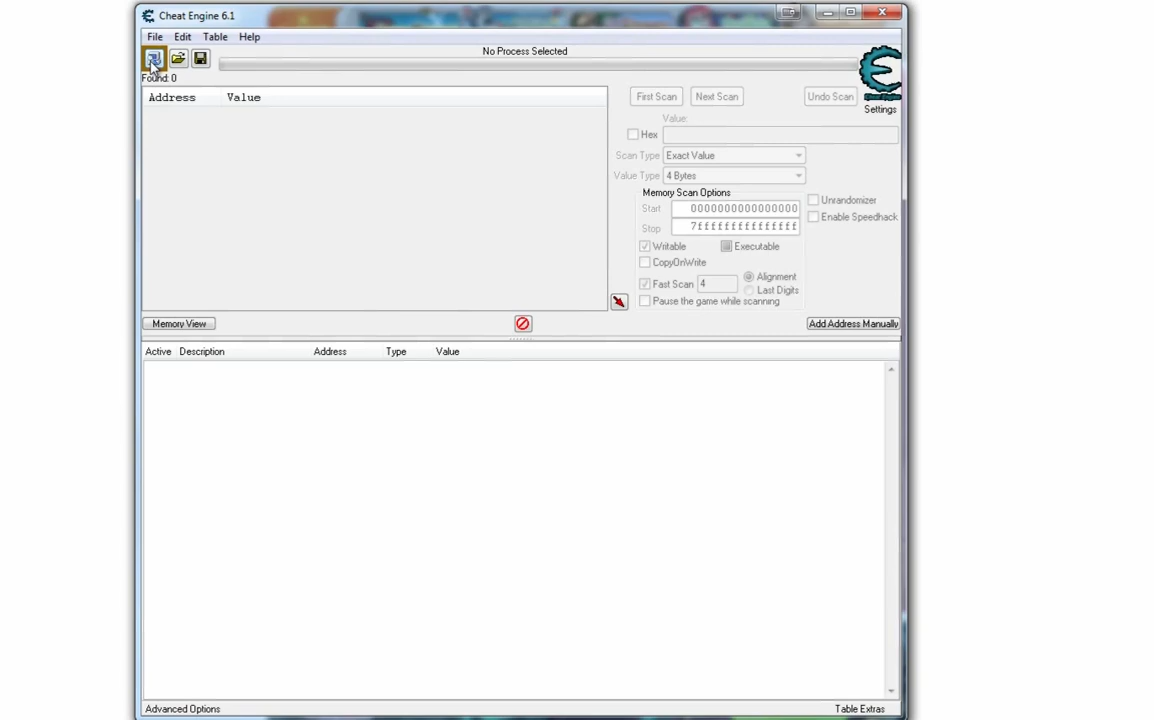 Cheat Engine 6.1
File Edit Table Help
No Process Selected
Found: 0
Address Value
First Scan Next Scan Undo Scan
Cheat Engine
Settings
Value:
Hex
Scan Type Exact Value
Value Type 4 Bytes
Memory Scan Options
Start 0000000000000000
Stop 7fffffffffffffff
Unrandomizer
Enable Speedhack
Writable Executable
CopyOnWrite
Fast Scan 4 Alignment
Last Digits
Pause the game while scanning
Memory View Add Address Manually
Active Description Address Type Value
Advanced Options Table Extras